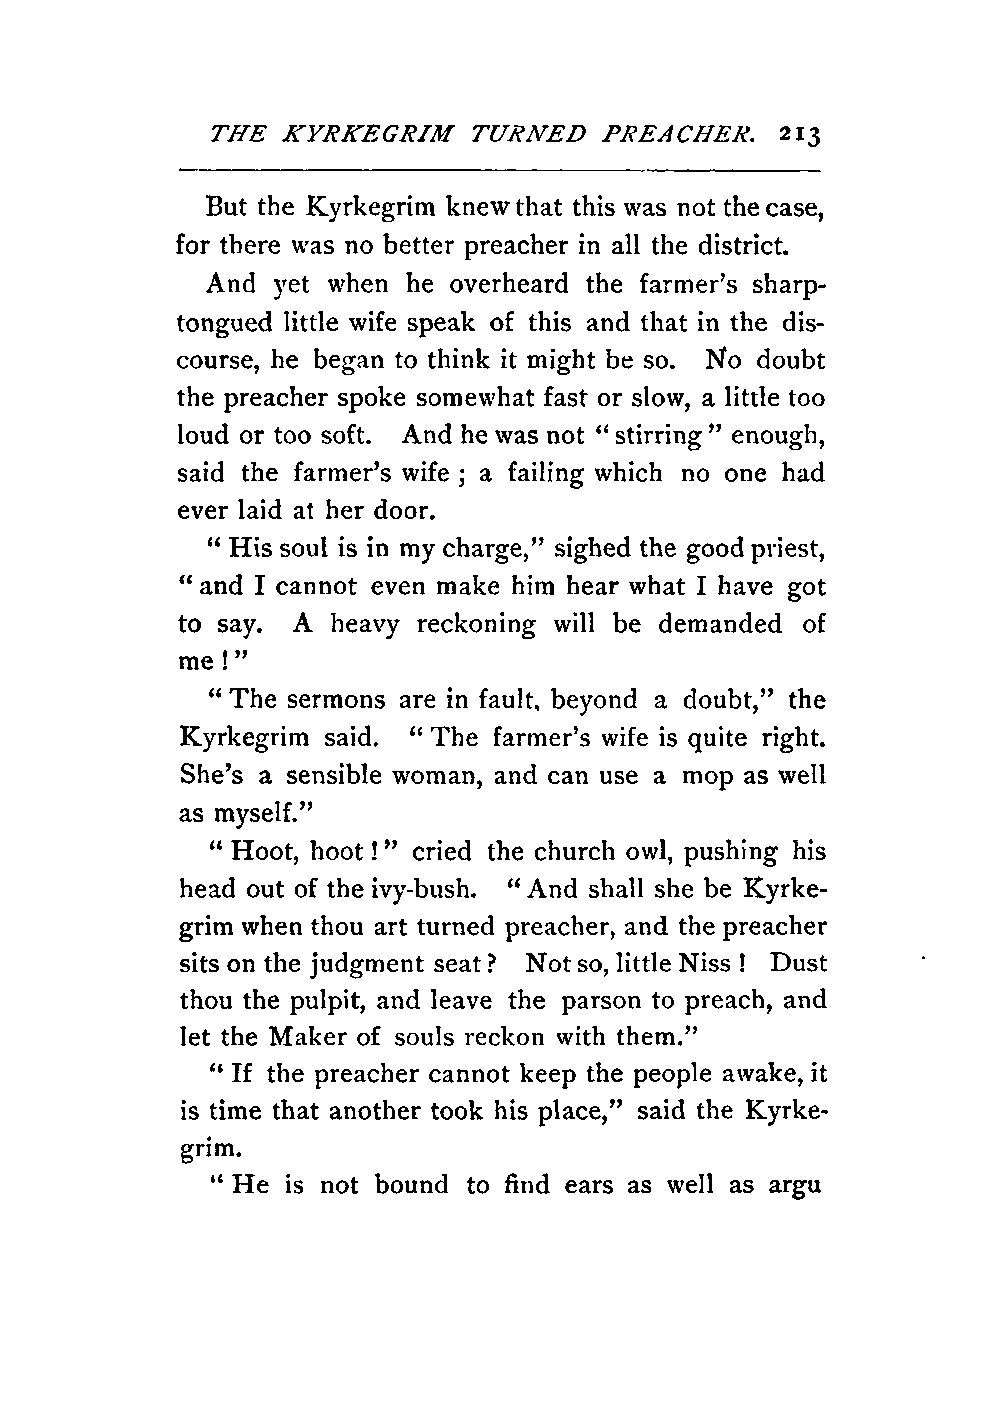 THE KYRKEGRIM TURNED PREACHER. 213
But the Kyrkegrim knew that this was not the case,
for there was no better preacher in all the district.
And yet when he overheard the farmer's sharp-
tongued little wife speak of this and that in the dis-
course, he began to think it might be so. No doubt
the preacher spoke somewhat fast or slow, a little too
loud or too soft. And he was not "stirring" enough,
said the farmer's wife; a failing which no one had
ever laid at her door.
"His soul is in my charge," sighed the good priest,
"and I cannot even make him hear what I have got
to say. A heavy reckoning will be demanded of
me!"
"The sermons are in fault, beyond a doubt," the
Kyrkegrim said. "The farmer's wife is quite right.
She's a sensible woman, and can use a mop as well
as myself."
"Hoot, hoot!" cried the church owl, pushing his
head out of the ivy-bush. "And shall she be Kyrke-
grim when thou art turned preacher, and the preacher
sits on the judgment seat? Not so, little Niss! Dust
thou the pulpit, and leave the parson to preach, and
let the Maker of souls reckon with them."
"If the preacher cannot keep the people awake, it
is time that another took his place," said the Kyrke-
grim.
"He is not bound to find ears as well as argu